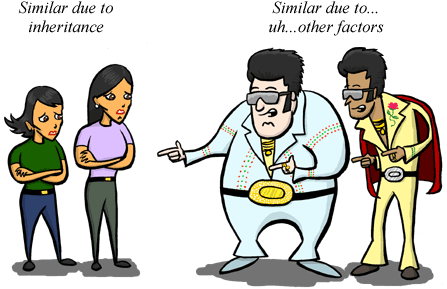 Similar due to
inheritance
Similar due to...
uh...other factors